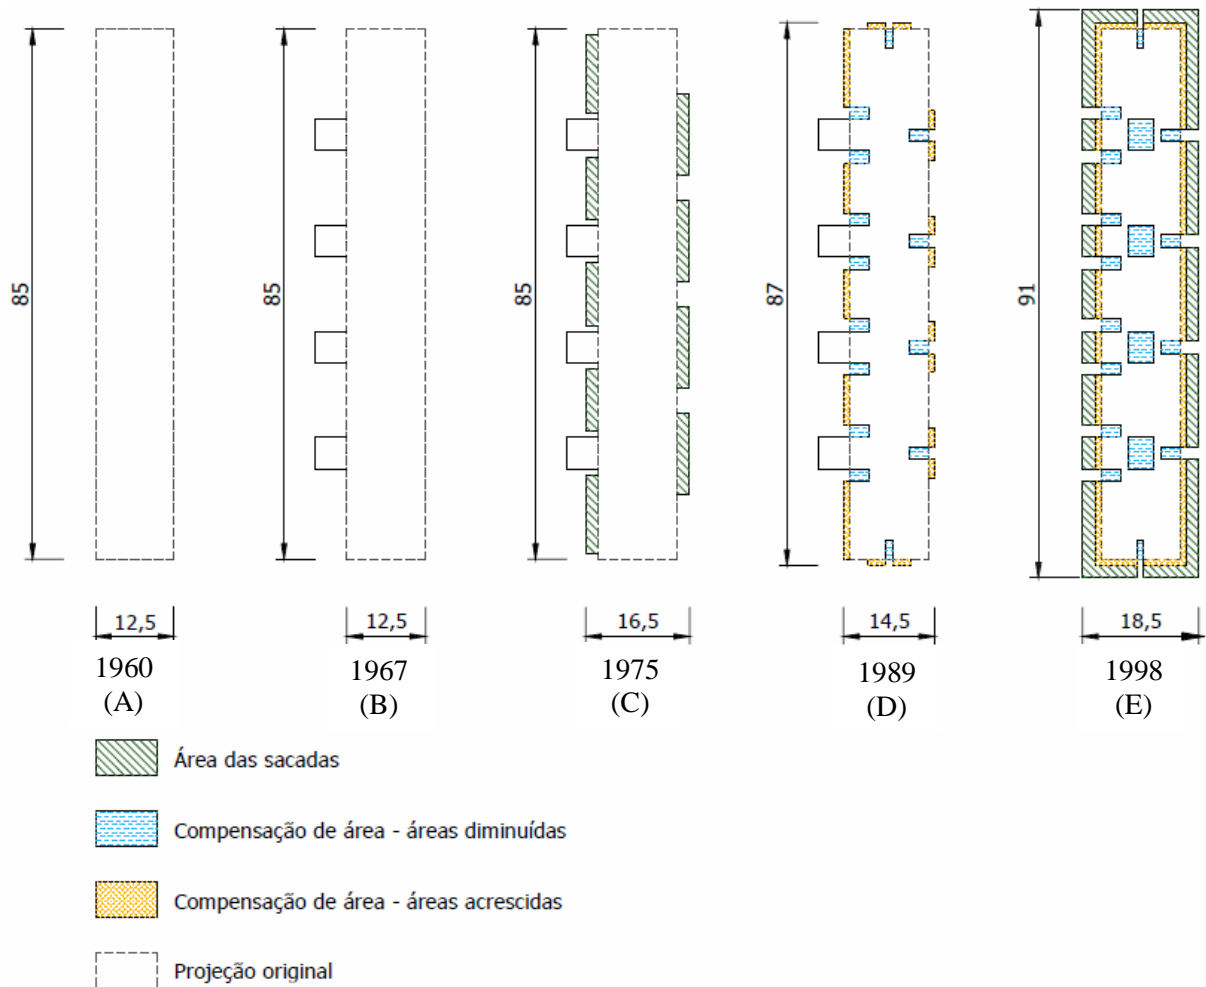 85
85
85
87
91
12,5
12,5
16,5
14,5
18,5
1960
(A)
1967
(B)
1975
(C)
1989
(D)
1998
(E)
Área das sacadas
Compensação de área - áreas diminuídas
Compensação de área - áreas acrescidas
Projeção original